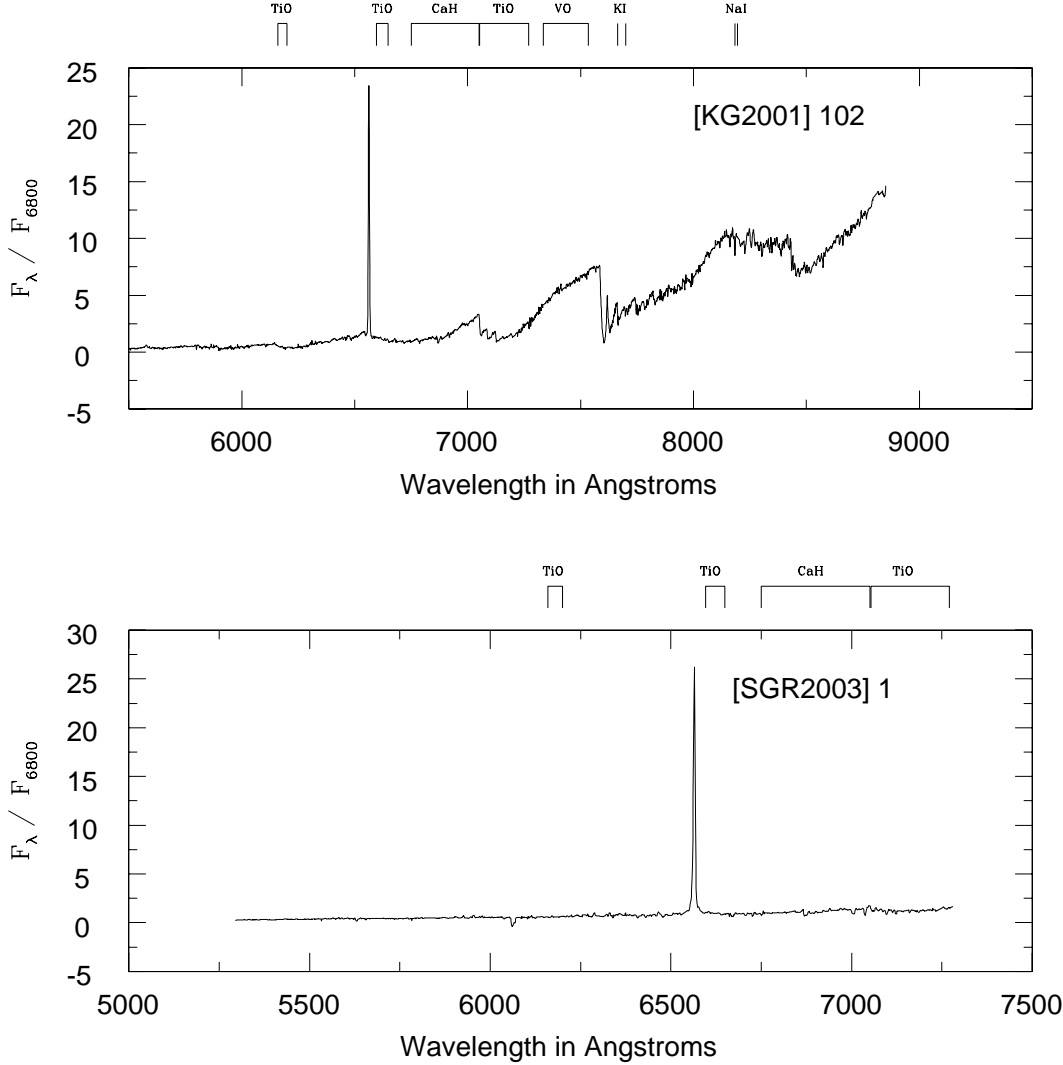 TiO TiO CaH TiO VO KI NaI
25
20
15
10
5
0
-5
F_λ / F_6800
[KG2001] 102
6000 7000 8000 9000
Wavelength in Angstroms
TiO TiO CaH TiO
30
25
20
15
10
5
0
-5
F_λ / F_6800
[SGR2003] 1
5000 5500 6000 6500 7000 7500
Wavelength in Angstroms